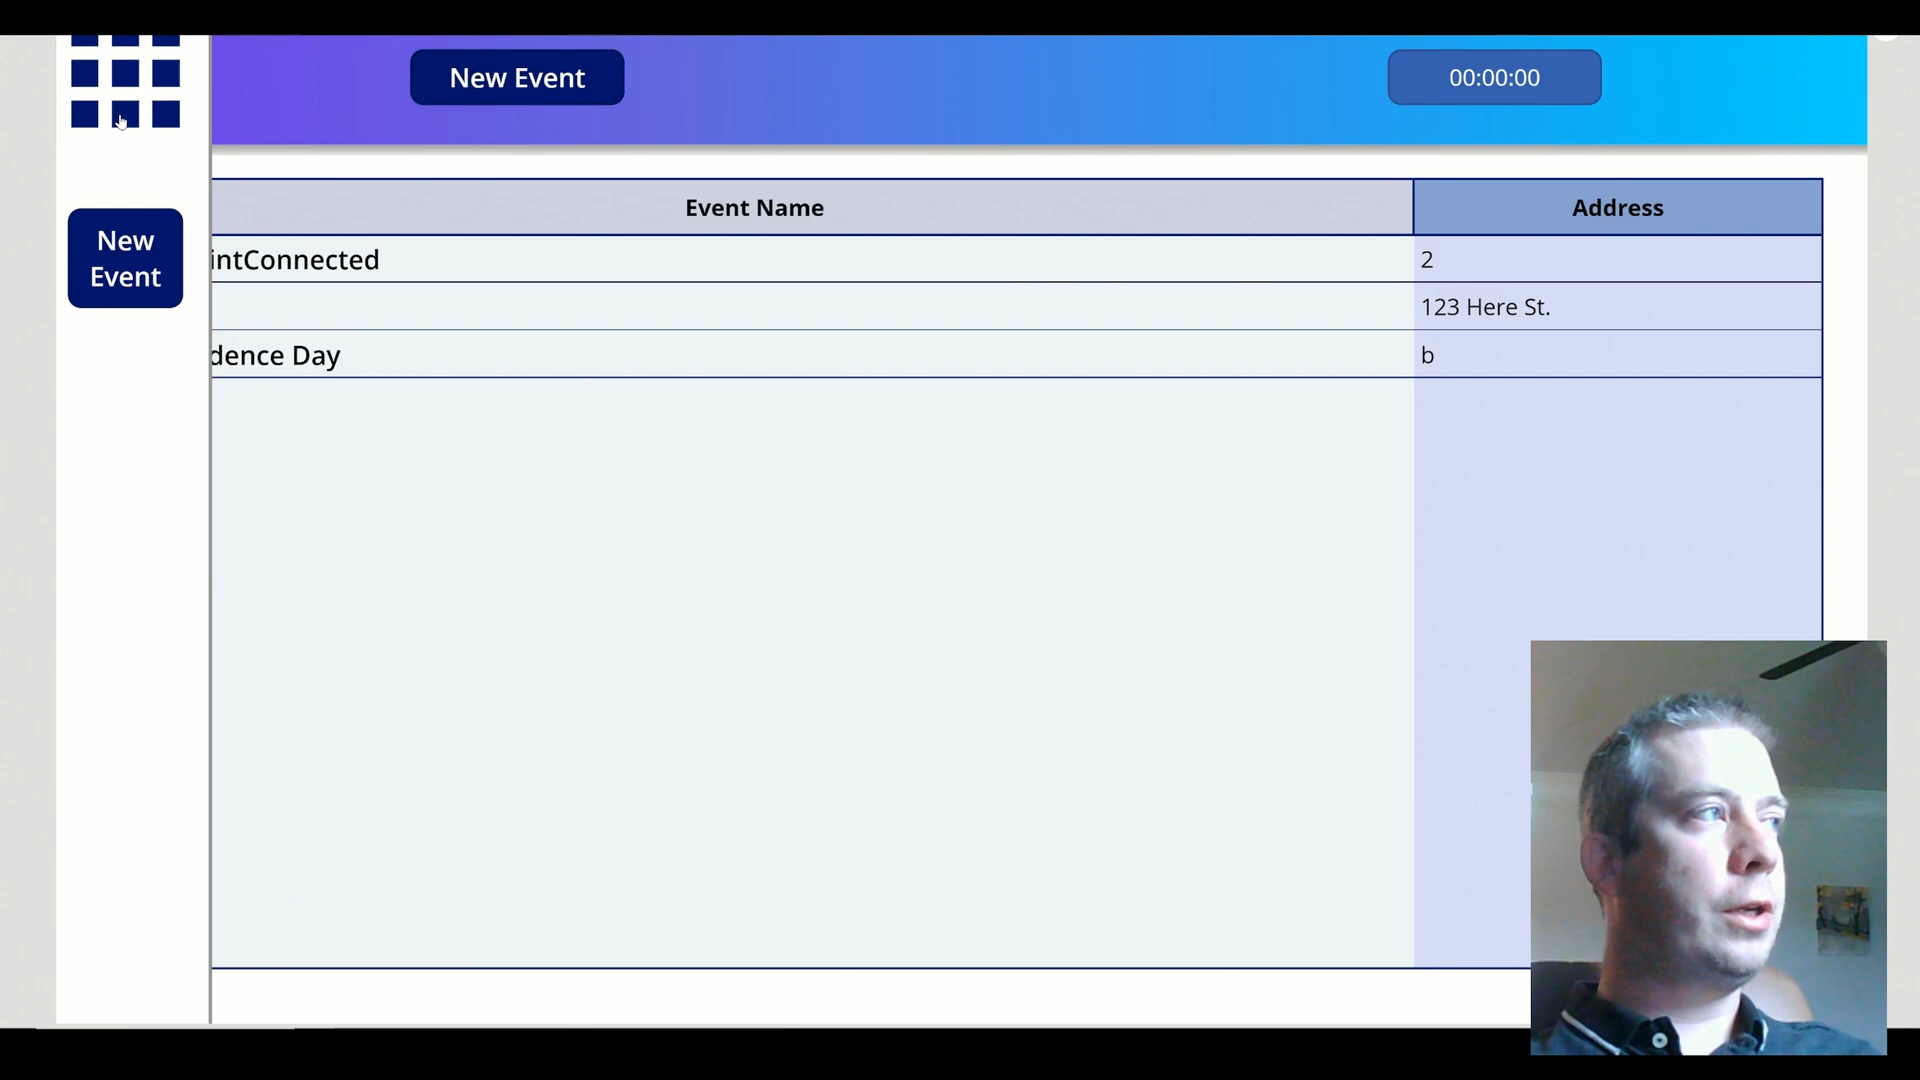 New Event
00:00:00
New
Event
Event Name
Address
intConnected
2
123 Here St.
dence Day
b